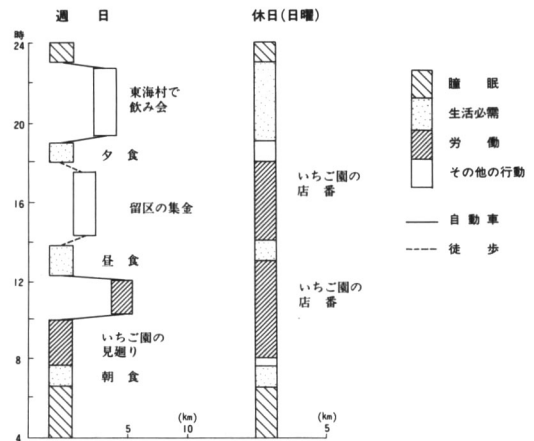 週 日
休日(日曜)
時
24
20
16
12
8
4
東海村で
飲み会
夕 食
留区の集金
昼 食
いちご園の
見廻り
朝 食
いちご園の
店 番
いちご園の
店 番
(km)
5
10
(km)
5
瞳 眠
生活必需
労 働
その他の行動
自 動 車
徒 歩